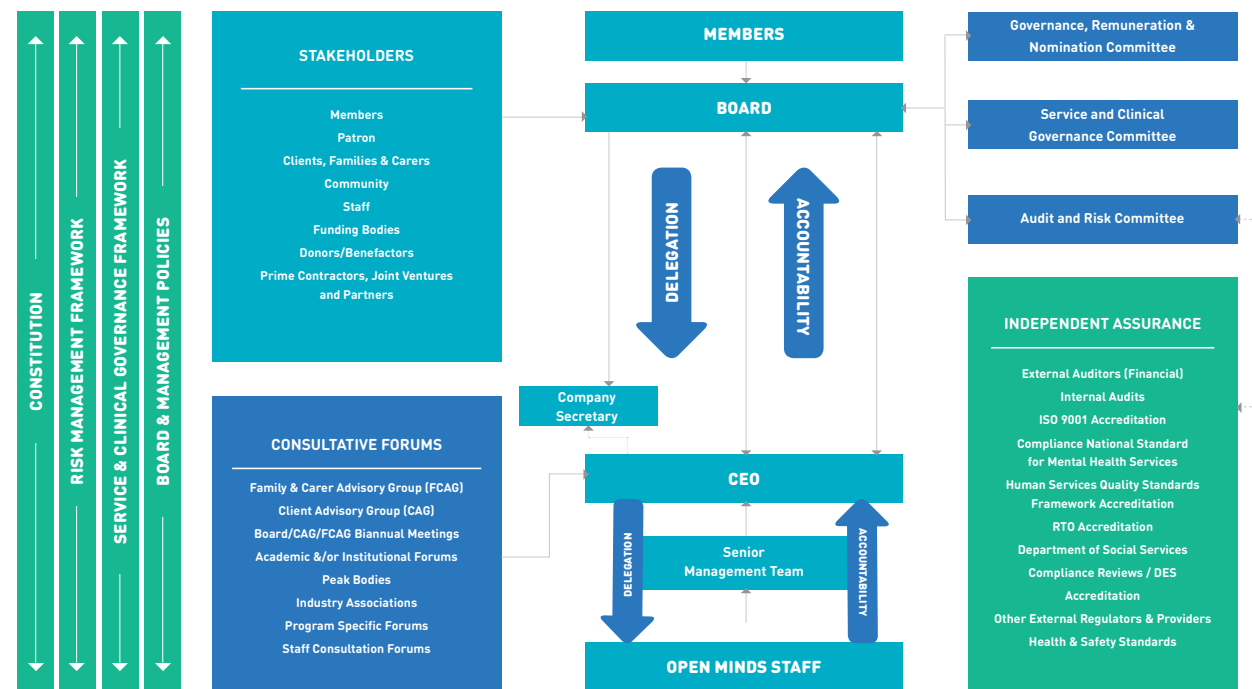 CONSTITUTION
RISK MANAGEMENT FRAMEWORK
SERVICE & CLINICAL GOVERNANCE FRAMEWORK
BOARD & MANAGEMENT POLICIES
STAKEHOLDERS
Members
Patron
Clients, Families & Carers
Community
Staff
Funding Bodies
Donors/Benefactors
Prime Contractors, Joint Ventures
and Partners
CONSULTATIVE FORUMS
Family & Carer Advisory Group (FCAG)
Client Advisory Group (CAG)
Board/CAG/FCAG Biannual Meetings
Academic &/or Institutional Forums
Peak Bodies
Industry Associations
Program Specific Forums
Staff Consultation Forums
MEMBERS
BOARD
DELEGATION
ACCOUNTABILITY
Company
Secretary
CEO
DELEGATION
Senior
Management Team
ACCOUNTABILITY
OPEN MINDS STAFF
Governance, Remuneration &
Nomination Committee
Service and Clinical
Governance Committee
Audit and Risk Committee
INDEPENDENT ASSURANCE
External Auditors (Financial)
Internal Audits
ISO 9001 Accreditation
Compliance National Standard
for Mental Health Services
Human Services Quality Standards
Framework Accreditation
RTO Accreditation
Department of Social Services
Compliance Reviews / DES
Accreditation
Other External Regulators & Providers
Health & Safety Standards